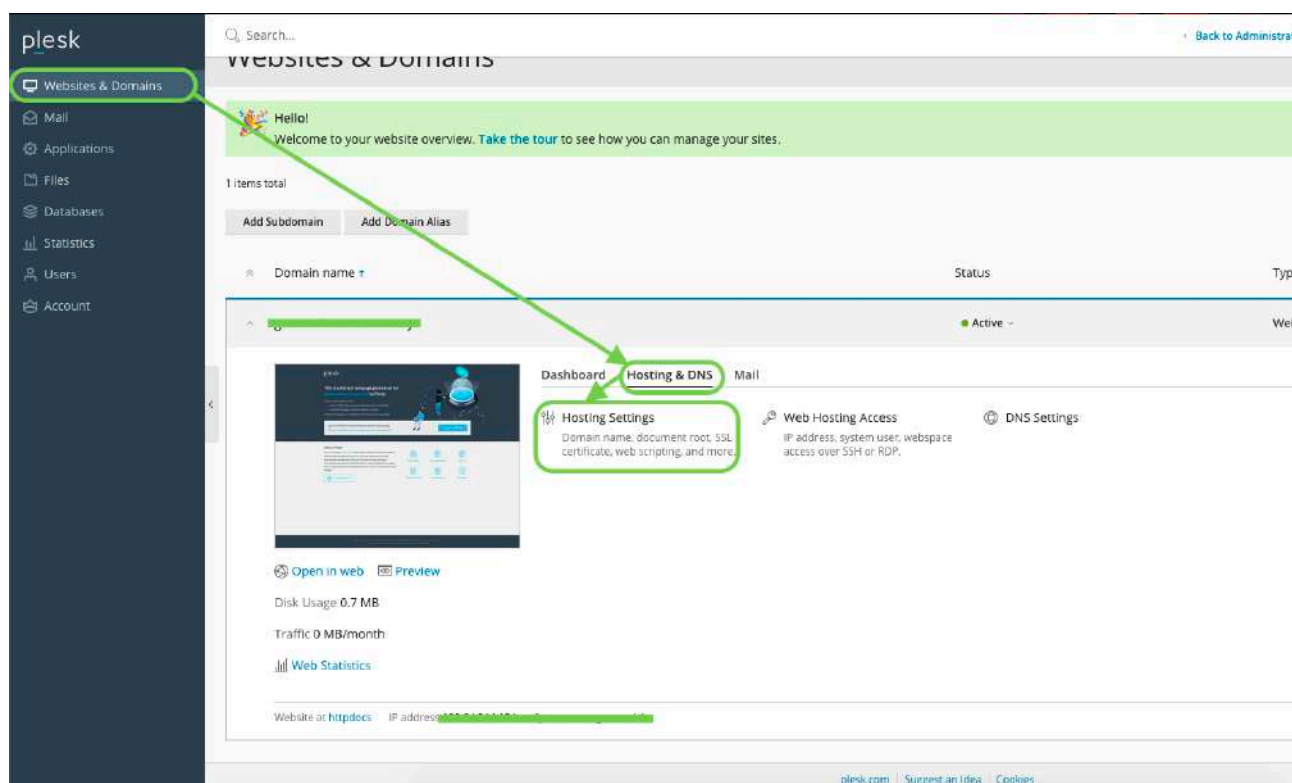 plesk
Search...
Back to Administra
Websites & Domains
Websites & Domains
Mail
Applications
Files
Databases
Statistics
Users
Account
Hello!
Welcome to your website overview. Take the tour to see how you can manage your sites.
1 items total
Add Subdomain Add Domain Alias
Domain name Status Typ
Active Wel
Dashboard Hosting & DNS Mail
Hosting Settings
Domain name, document root, SSL
certificate, web scripting, and more.
Web Hosting Access
IP address, system user, webspace
access over SSH or RDP.
DNS Settings
Open in web Preview
Disk Usage 0.7 MB
Traffic 0 MB/month
Web Statistics
Website at httpdocs IP address
plesk.com Suggest an Idea Cookies